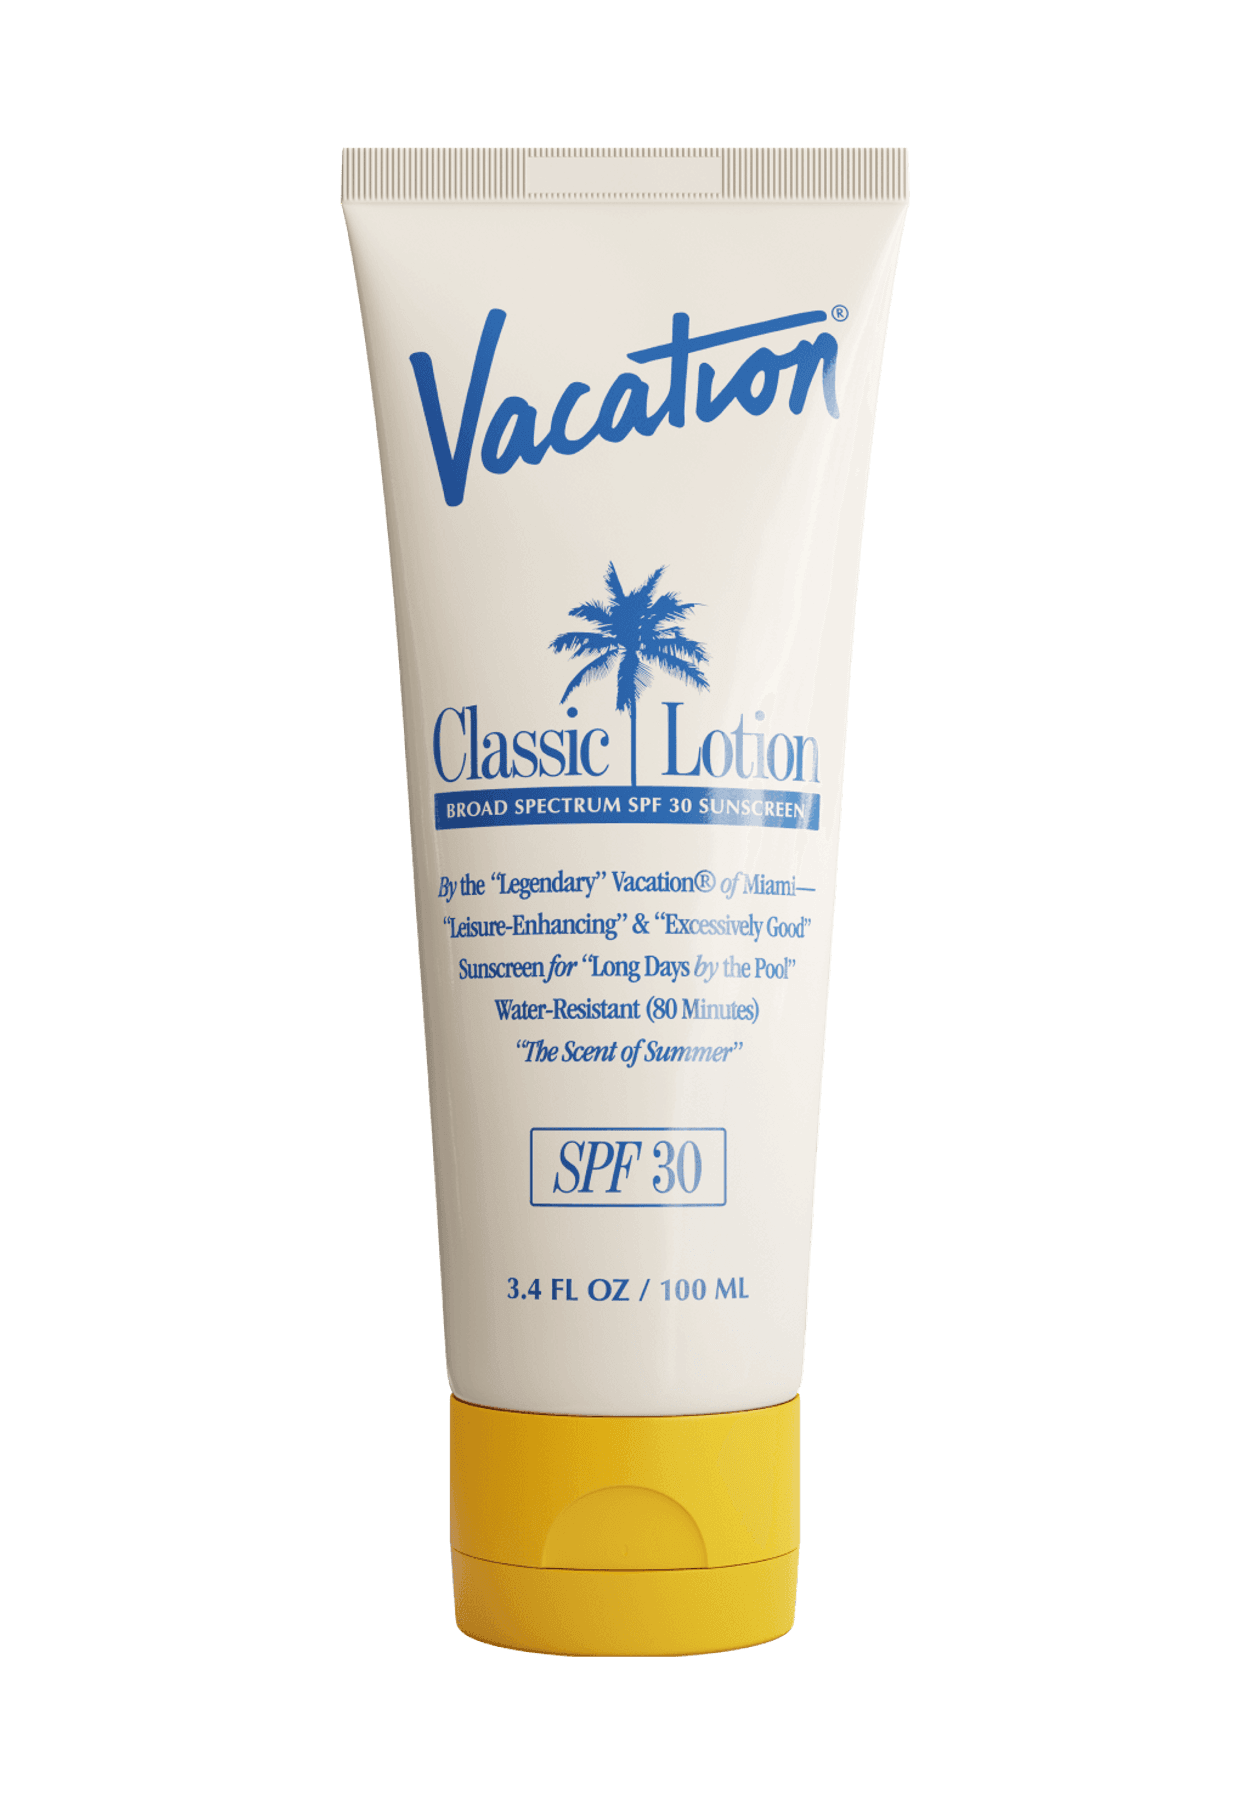 Vacation®
Classic Lotion
BROAD SPECTRUM SPF 30 SUNSCREEN
By the “Legendary” Vacation® of Miami—
“Leisure-Enhancing” & “Excessively Good”
Sunscreen for “Long Days by the Pool”
Water-Resistant (80 Minutes)
“The Scent of Summer”
SPF 30
3.4 FL OZ / 100 ML